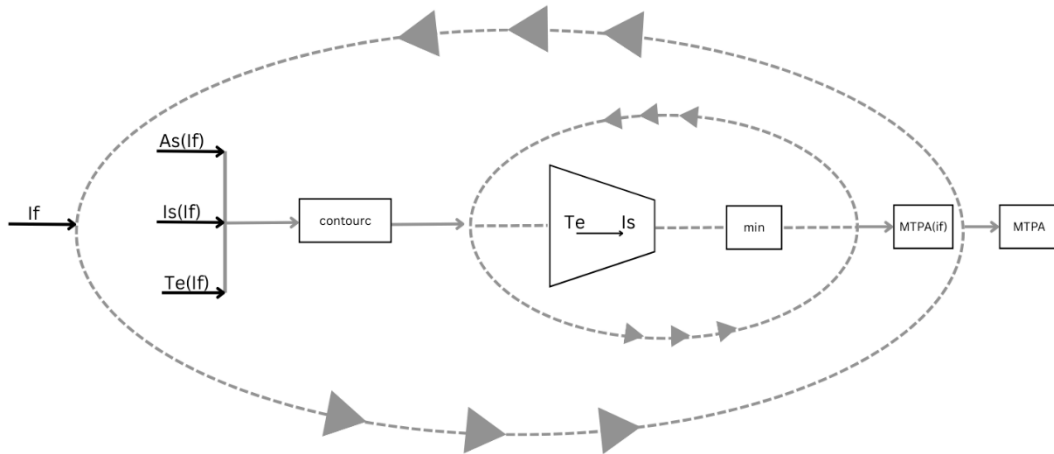 As(If)
If
Is(If)
contourc
Te
Is
min
MTPA(if)
MTPA
Te(If)